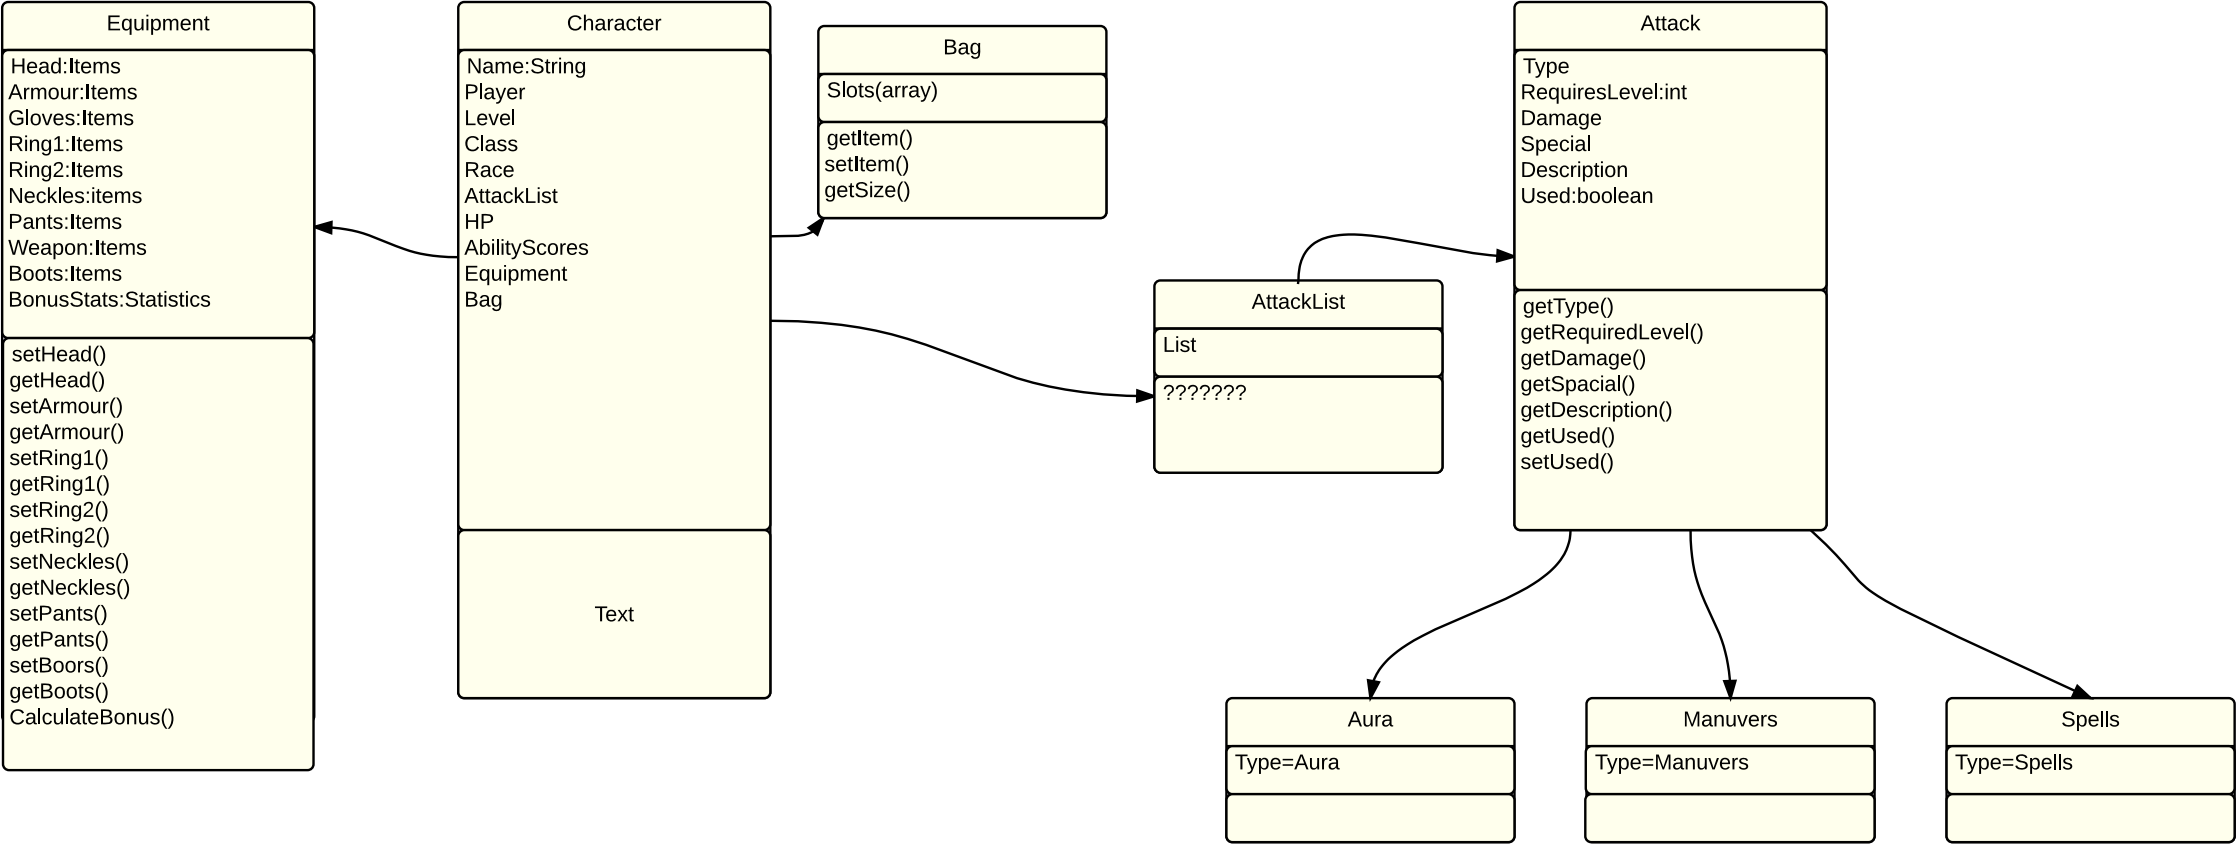 Equipment
Head:Items
Armour:Items
Gloves:Items
Ring1:Items
Ring2:Items
Neckles:items
Pants:Items
Weapon:Items
Boots:Items
BonusStats:Statistics
setHead()
getHead()
setArmour()
getArmour()
setRing1()
getRing1()
setRing2()
getRing2()
setNeckles()
getNeckles()
setPants()
getPants()
setBoors()
getBoots()
CalculateBonus()
Character
Name:String
Player
Level
Class
Race
AttackList
HP
AbilityScores
Equipment
Bag
Text
Bag
Slots(array)
getItem()
setItem()
getSize()
AttackList
List
???????
Attack
Type
RequiresLevel:int
Damage
Special
Description
Used:boolean
getType()
getRequiredLevel()
getDamage()
getSpacial()
getDescription()
getUsed()
setUsed()
Aura
Type=Aura
Manuvers
Type=Manuvers
Spells
Type=Spells